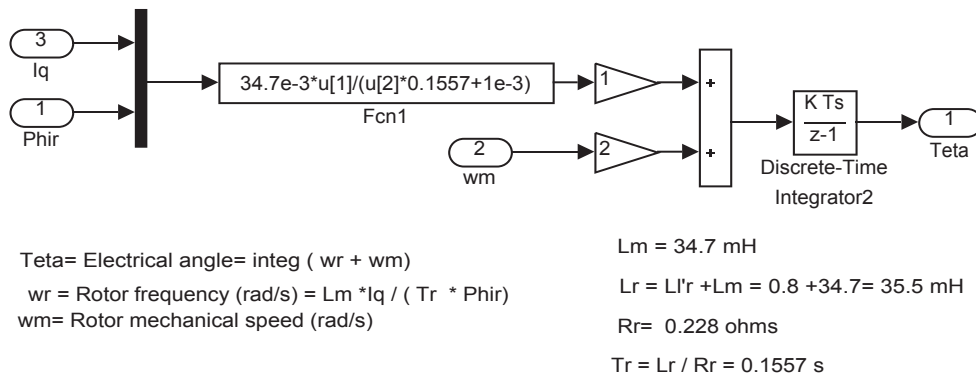 3
Iq
1
Phir
34.7e-3*u[1]/(u[2]*0.1557+1e-3)
Fcn1
1
2
wm
2
+
+
K Ts
z-1
Discrete-Time
Integrator2
1
Teta
Teta= Electrical angle= integ ( wr + wm)
wr = Rotor frequency (rad/s) = Lm *Iq / ( Tr * Phir)
wm= Rotor mechanical speed (rad/s)
Lm = 34.7 mH
Lr = Ll'r +Lm = 0.8 +34.7= 35.5 mH
Rr= 0.228 ohms
Tr = Lr / Rr = 0.1557 s